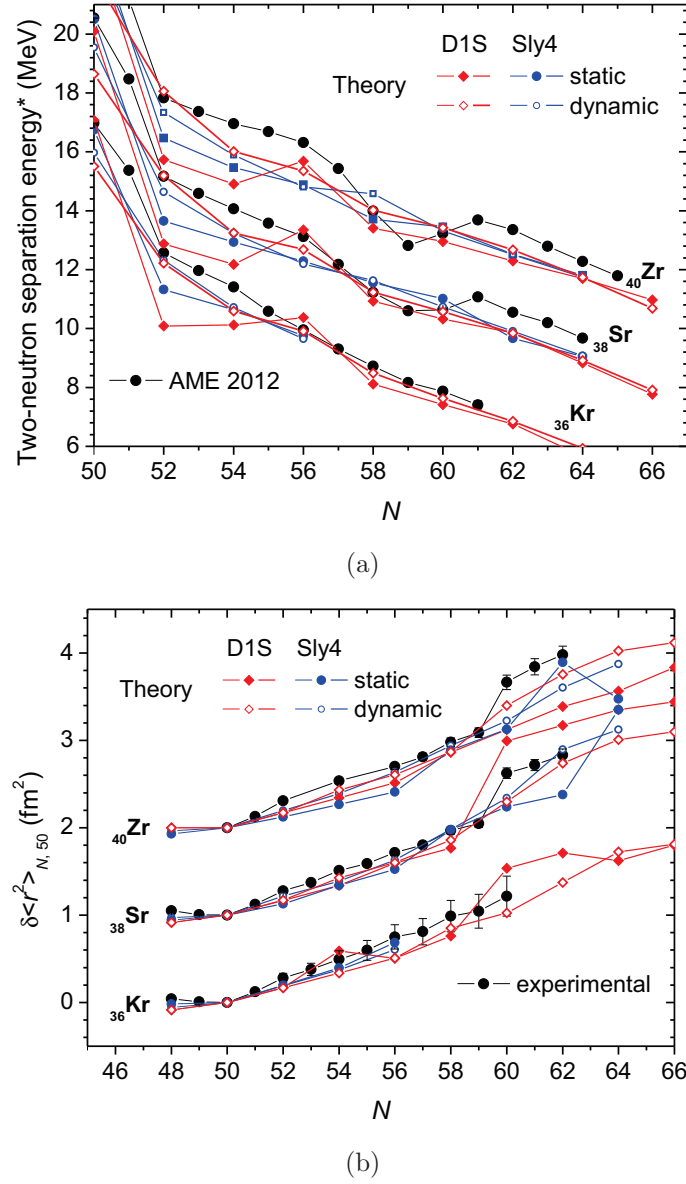 Two-neutron separation energy* (MeV)
20
18
16
14
12
10
8
6
D1S Sly4
Theory
static
dynamic
AME 2012
₄₀Zr
₃₈Sr
₃₆Kr
50 52 54 56 58 60 62 64 66
N
(a)
δ<r²>N, 50 (fm²)
4
3
2
1
0
D1S Sly4
Theory
static
dynamic
₄₀Zr
₃₈Sr
₃₆Kr
experimental
46 48 50 52 54 56 58 60 62 64 66
N
(b)